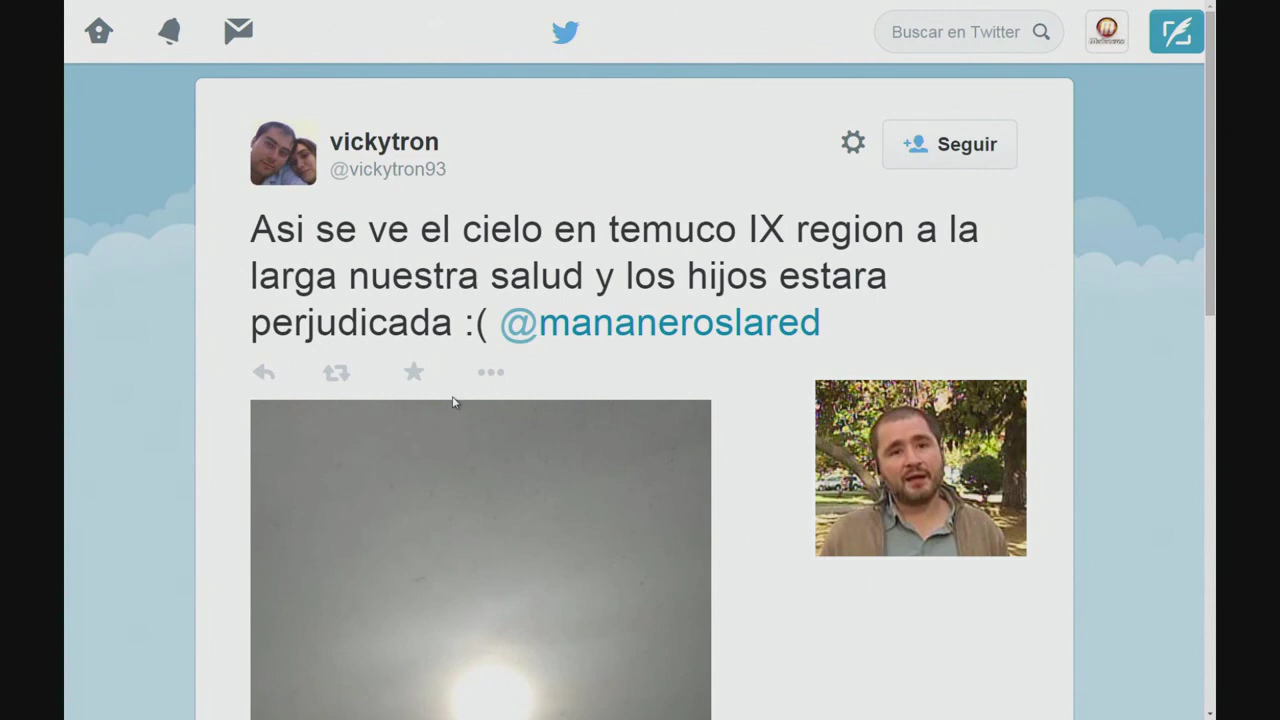 Buscar en Twitter
vickytron
@vickytron93
Seguir
Asi se ve el cielo en temuco IX region a la
larga nuestra salud y los hijos estara
perjudicada :( @mananeroslared